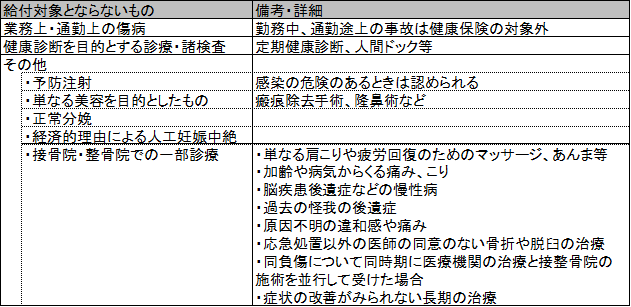 給付対象とならないもの 備考・詳細
業務上・通勤上の傷病 勤務中、通勤途上の事故は健康保険の対象外
健康診断を目的とする診療・諸検査 定期健康診断、人間ドック等
その他
・予防注射 感染の危険のあるときは認められる
・単なる美容を目的としたもの 瘢痕除去手術、隆鼻術など
・正常分娩
・経済的理由による人工妊娠中絶
・接骨院・整骨院での一部診療 ・単なる肩こりや疲労回復のためのマッサージ、あんま等
・加齢や病気からくる痛み、こり
・脳疾患後遺症などの慢性病
・過去の怪我の後遺症
・原因不明の違和感や痛み
・応急処置以外の医師の同意のない骨折や脱臼の治療
・同負傷について同時期に医療機関の治療と接整骨院の
施術を並行して受けた場合
・症状の改善がみられない長期の治療